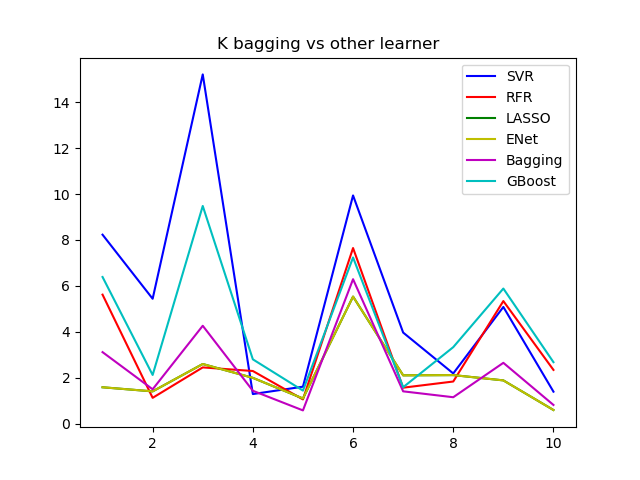 K bagging vs other learner
SVR
RFR
LASSO
ENet
Bagging
GBoost
14
12
10
8
6
4
2
0
2 4 6 8 10